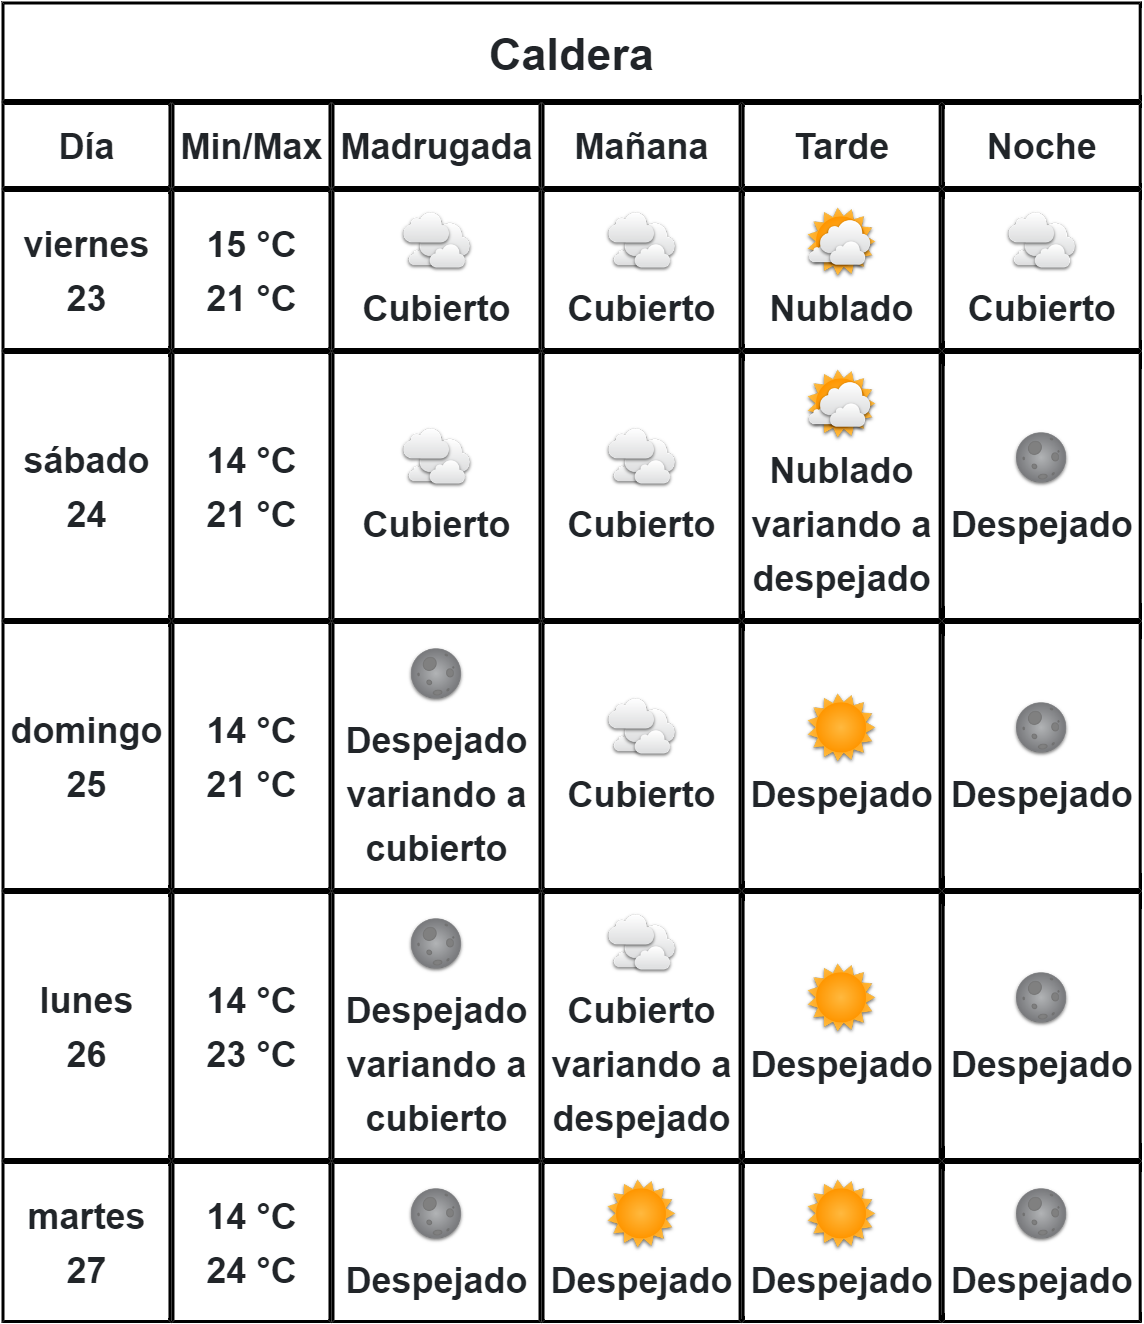 Caldera
Día Min/Max Madrugada Mañana Tarde Noche
viernes
23
15 °C
21 °C
Cubierto
Cubierto
Nublado
Cubierto
sábado
24
14 °C
21 °C
Cubierto
Cubierto
Nublado
variando a
despejado
Despejado
domingo
25
14 °C
21 °C
Despejado
variando a
cubierto
Cubierto
Despejado
Despejado
lunes
26
14 °C
23 °C
Despejado
variando a
cubierto
Cubierto
variando a
despejado
Despejado
Despejado
martes
27
14 °C
24 °C
Despejado
Despejado
Despejado
Despejado